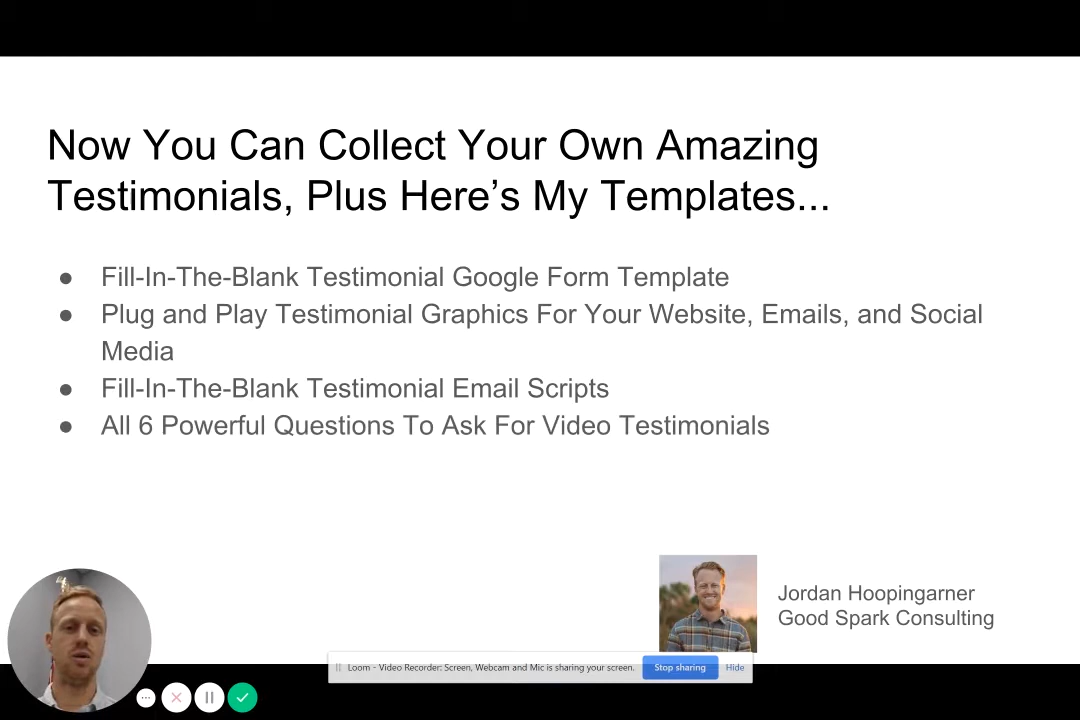 Now You Can Collect Your Own Amazing
Testimonials, Plus Here’s My Templates...
● Fill-In-The-Blank Testimonial Google Form Template
● Plug and Play Testimonial Graphics For Your Website, Emails, and Social
Media
● Fill-In-The-Blank Testimonial Email Scripts
● All 6 Powerful Questions To Ask For Video Testimonials
Jordan Hoopingarner
Good Spark Consulting
Loom - Video Recorder: Screen, Webcam and Mic is sharing your screen. Stop sharing Hide